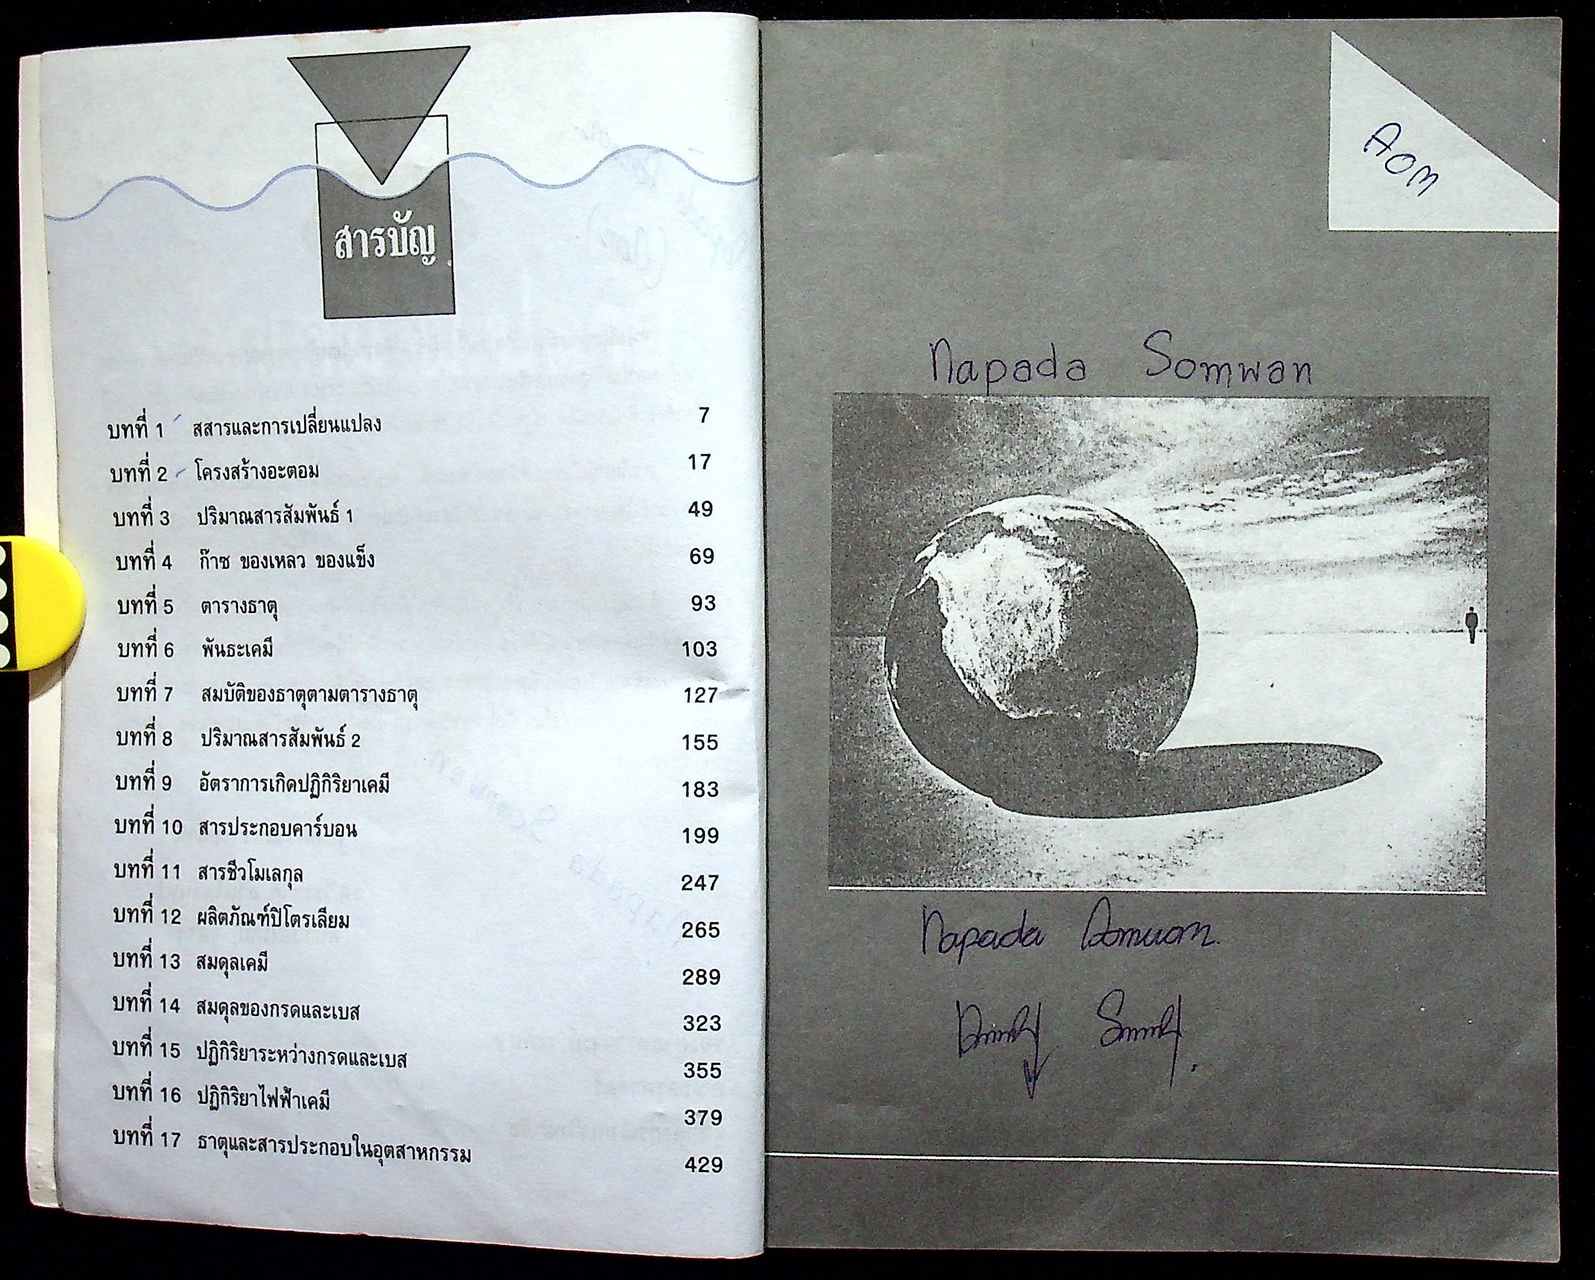 สารบัญ
บทที่ 1 สสารและการเปลี่ยนแปลง 7
บทที่ 2 โครงสร้างอะตอม 17
บทที่ 3 ปริมาณสารสัมพันธ์ 1 49
บทที่ 4 ก๊าซ ของเหลว ของแข็ง 69
บทที่ 5 ตารางธาตุ 93
บทที่ 6 พันธะเคมี 103
บทที่ 7 สมบัติของธาตุตามตารางธาตุ 127
บทที่ 8 ปริมาณสารสัมพันธ์ 2 155
บทที่ 9 อัตราการเกิดปฏิกิริยาเคมี 183
บทที่ 10 สารประกอบคาร์บอน 199
บทที่ 11 สารชีวโมเลกุล 247
บทที่ 12 ผลิตภัณฑ์ปิโตรเลียม 265
บทที่ 13 สมดุลเคมี 289
บทที่ 14 สมดุลของกรดและเบส 323
บทที่ 15 ปฏิกิริยาระหว่างกรดและเบส 355
บทที่ 16 ปฏิกิริยาไฟฟ้าเคมี 379
บทที่ 17 ธาตุและสารประกอบในอุตสาหกรรม 429
AOM
Napada Somwan
Napada